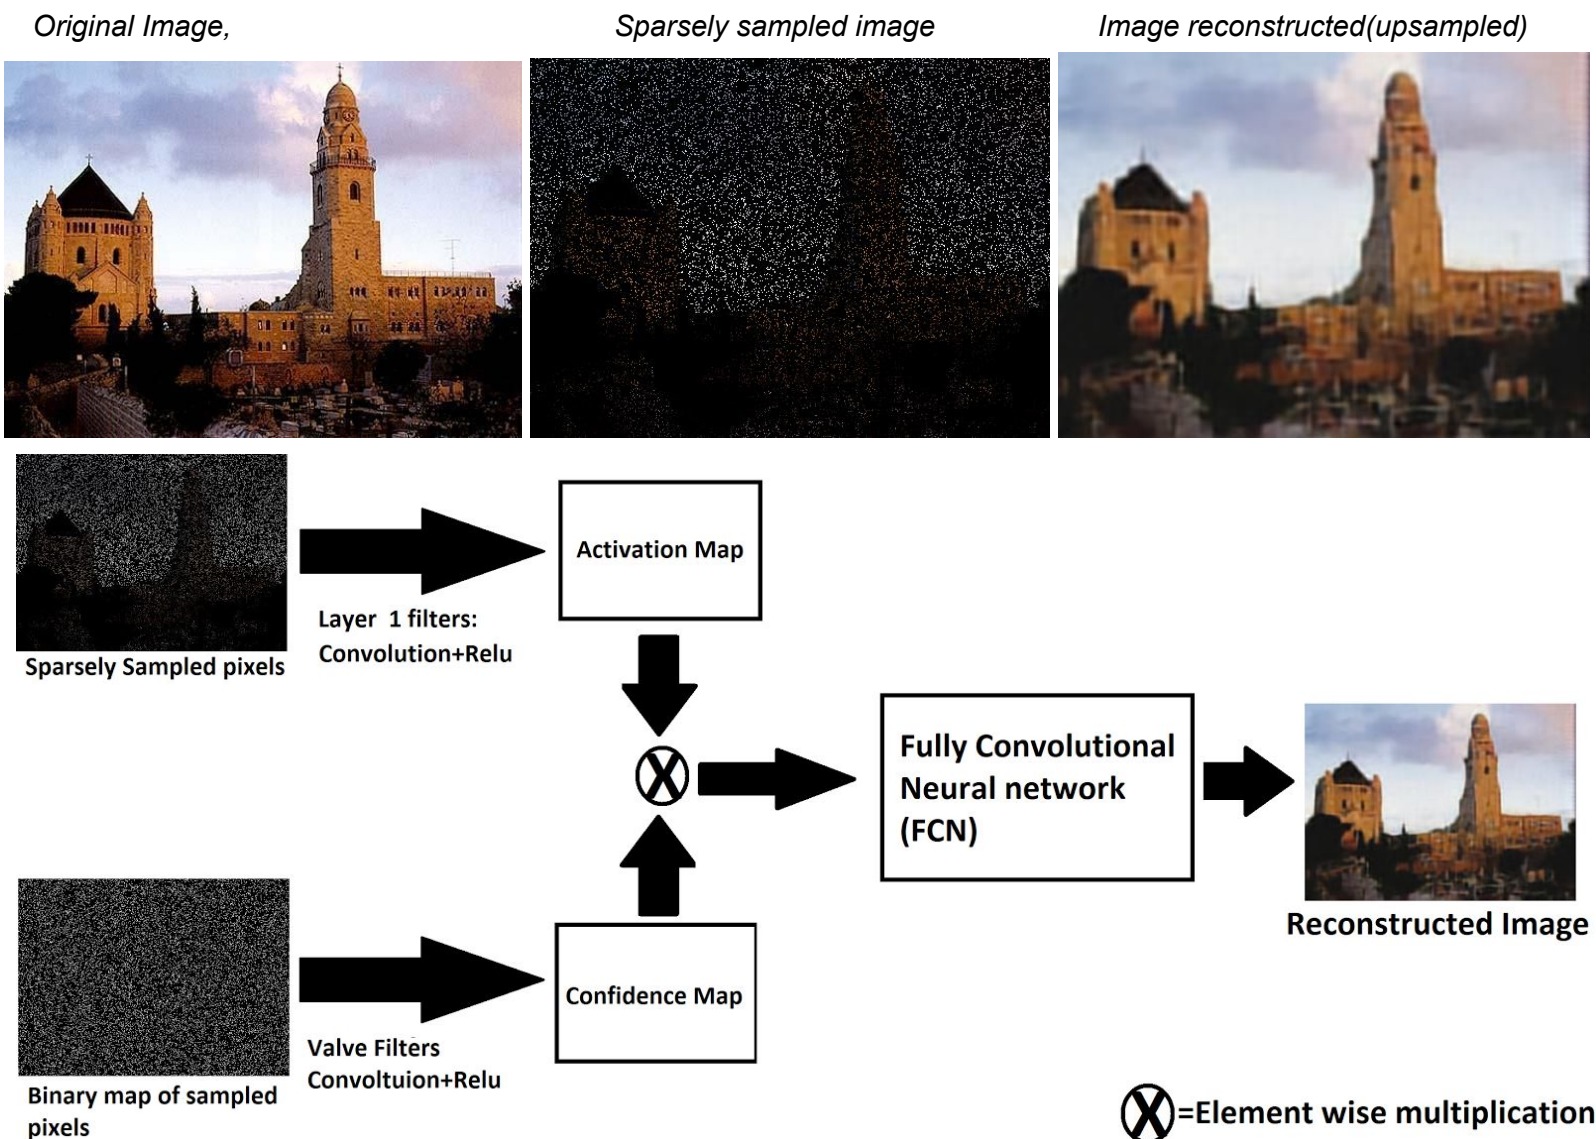 Original Image,
Sparsely sampled image
Image reconstructed(upsampled)
Activation Map
Layer 1 filters:
Convolution+Relu
Sparsely Sampled pixels
X
Fully Convolutional
Neural network
(FCN)
Reconstructed Image
Confidence Map
Valve Filters
Convoltuion+Relu
Binary map of sampled
pixels
X=Element wise multiplication